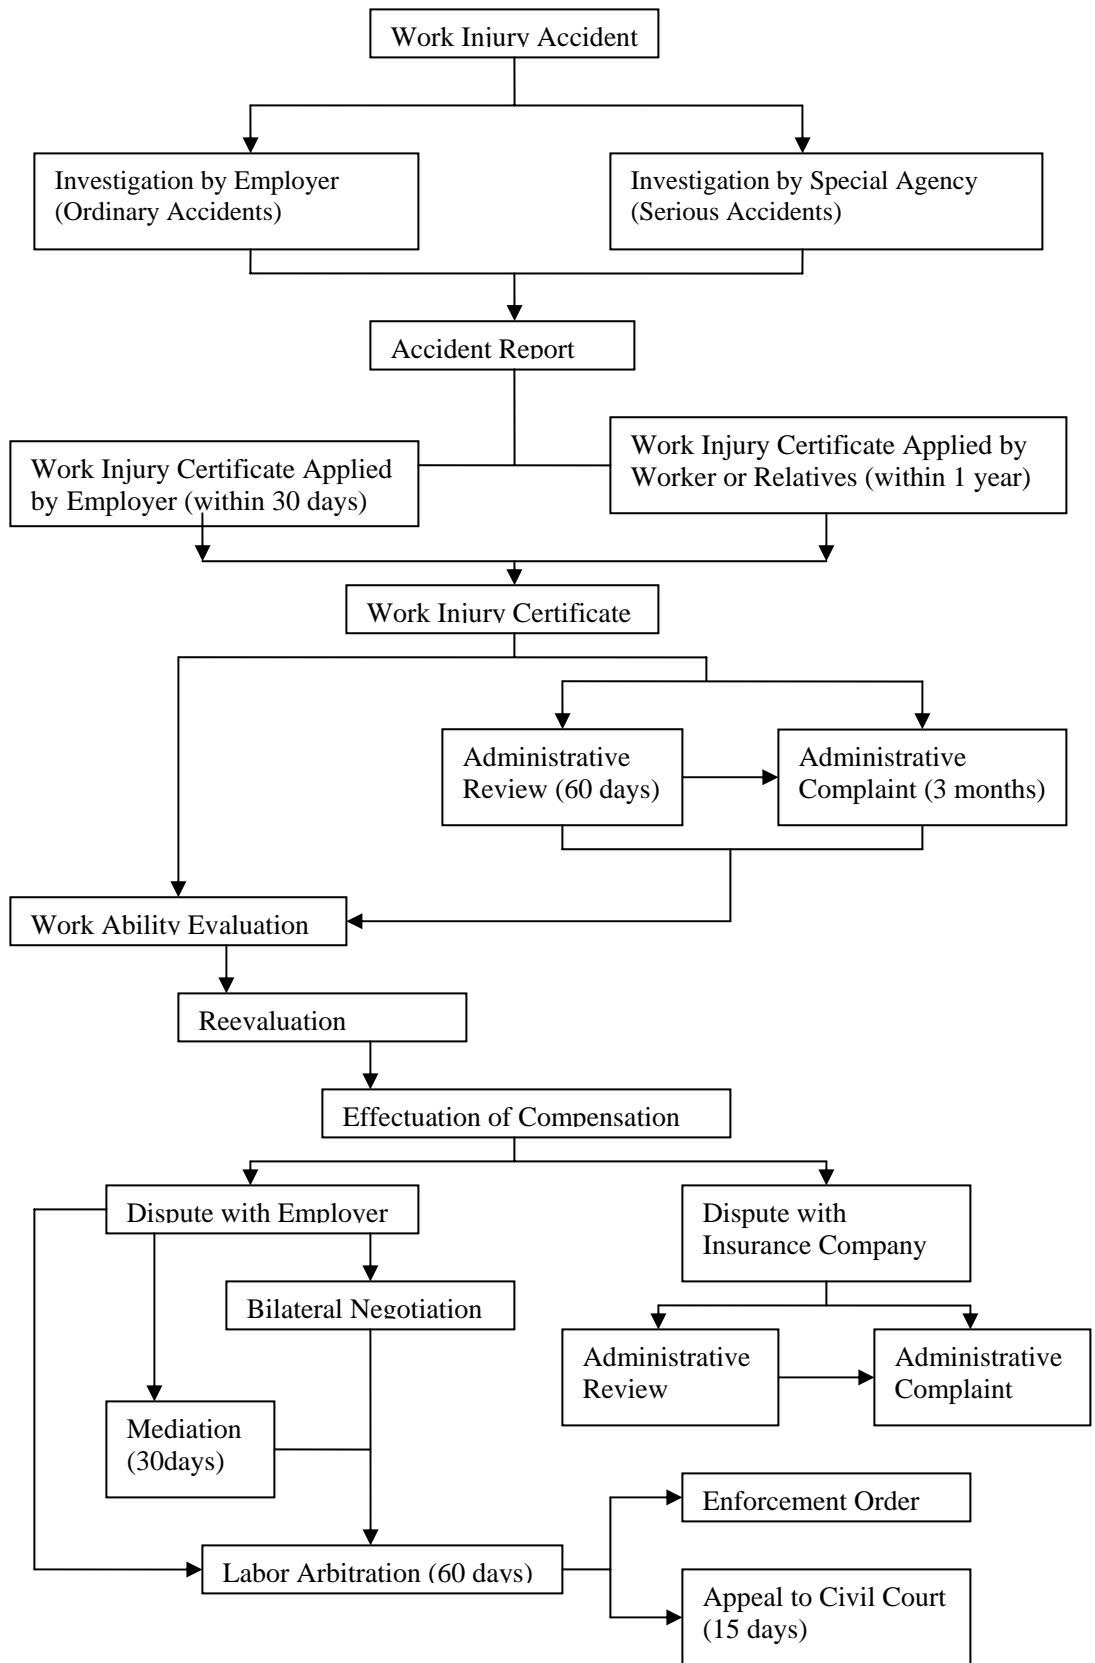 Work Injury Accident
Investigation by Employer
(Ordinary Accidents)
Investigation by Special Agency
(Serious Accidents)
Accident Report
Work Injury Certificate Applied
by Employer (within 30 days)
Work Injury Certificate Applied by
Worker or Relatives (within 1 year)
Work Injury Certificate
Administrative
Review (60 days)
Administrative
Complaint (3 months)
Work Ability Evaluation
Reevaluation
Effectuation of Compensation
Dispute with Employer
Dispute with
Insurance Company
Bilateral Negotiation
Administrative
Review
Administrative
Complaint
Mediation
(30days)
Enforcement Order
Labor Arbitration (60 days)
Appeal to Civil Court
(15 days)